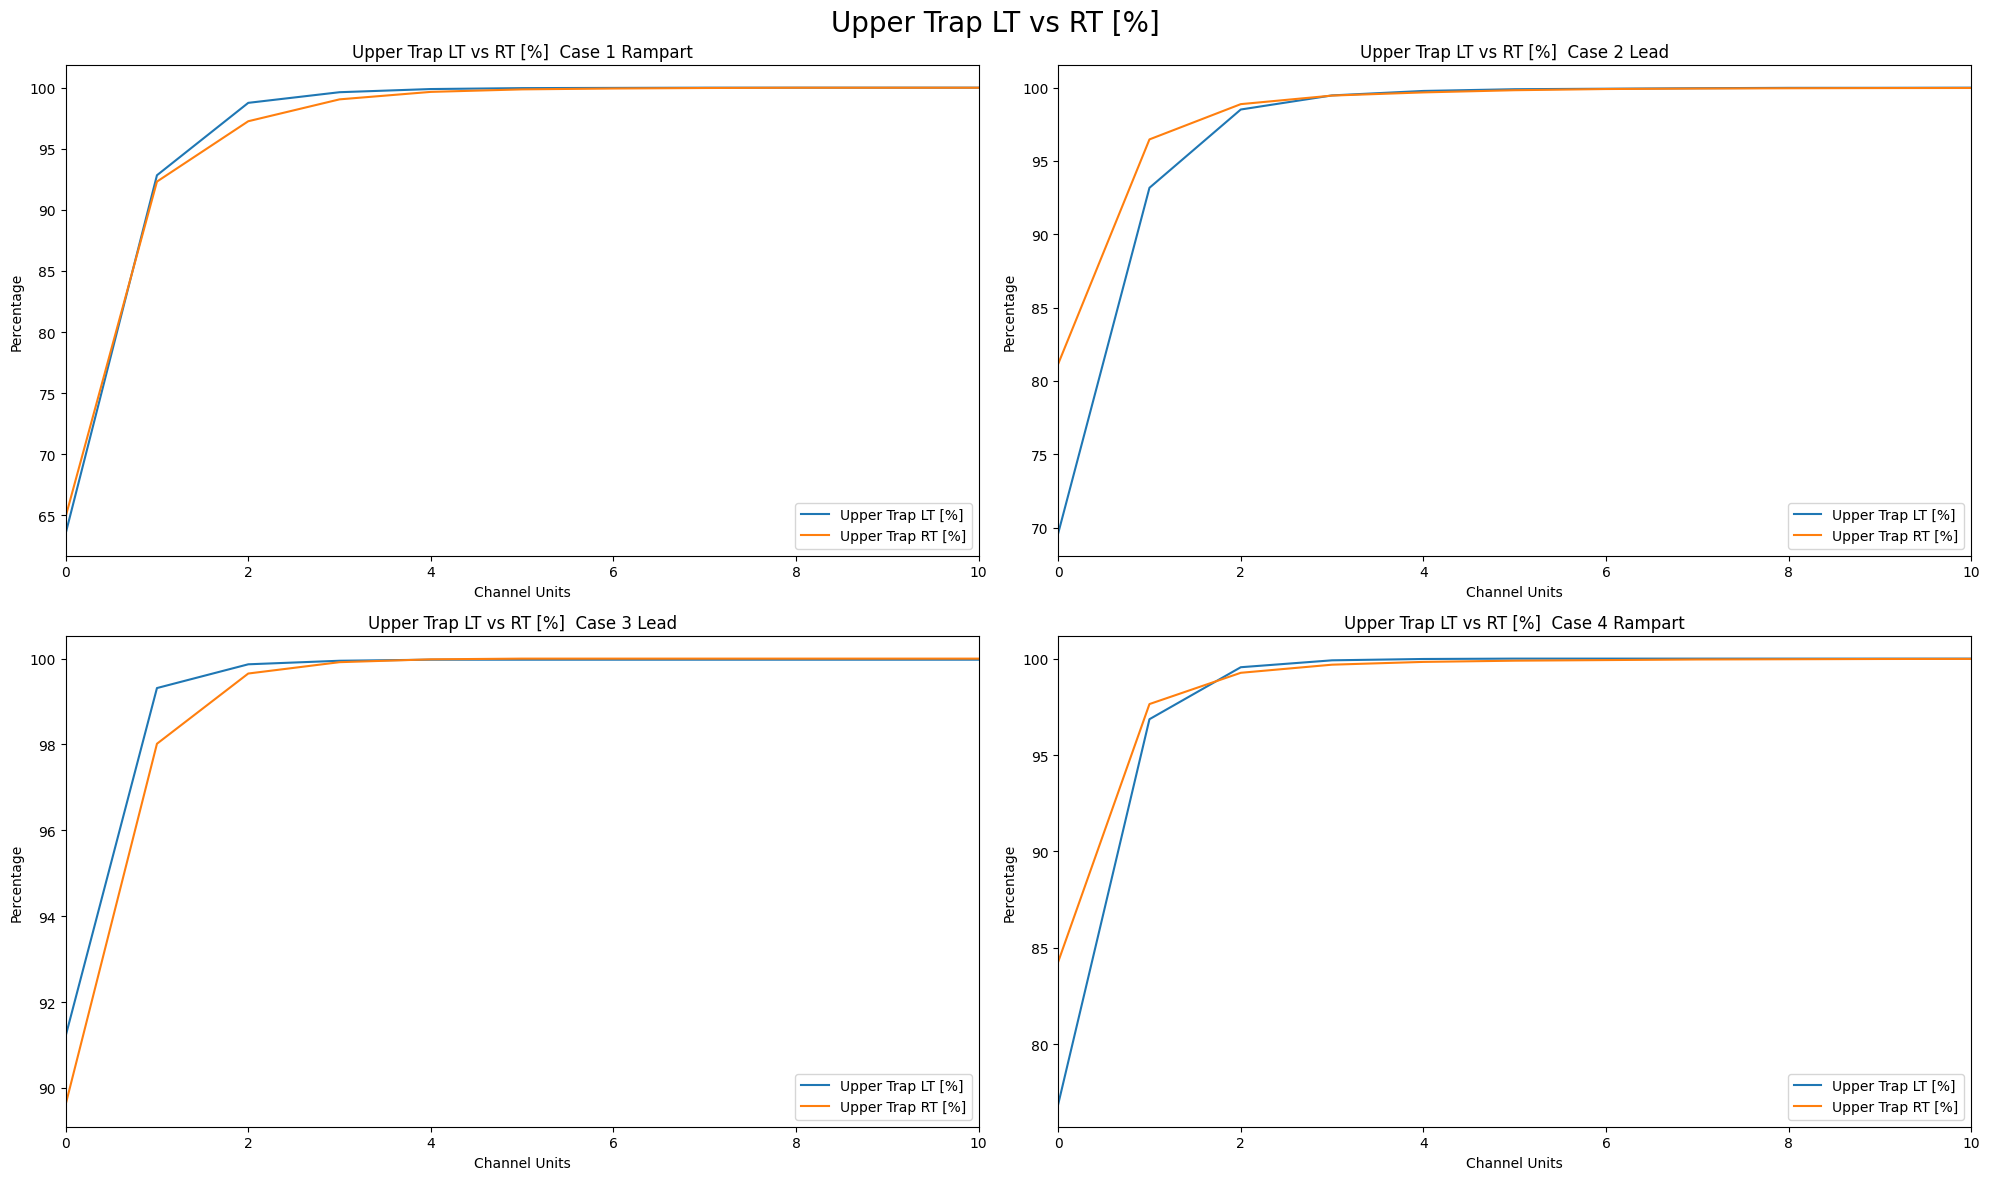 Upper Trap LT vs RT [%]
Upper Trap LT vs RT [%]  Case 1 Rampart
100
95
90
85
80
75
70
65
Percentage
0 2 4 6 8 10
Channel Units
Upper Trap LT [%]
Upper Trap RT [%]
Upper Trap LT vs RT [%]  Case 2 Lead
100
95
90
85
80
75
70
Percentage
0 2 4 6 8 10
Channel Units
Upper Trap LT [%]
Upper Trap RT [%]
Upper Trap LT vs RT [%]  Case 3 Lead
100
98
96
94
92
90
Percentage
0 2 4 6 8 10
Channel Units
Upper Trap LT [%]
Upper Trap RT [%]
Upper Trap LT vs RT [%]  Case 4 Rampart
100
95
90
85
80
Percentage
0 2 4 6 8 10
Channel Units
Upper Trap LT [%]
Upper Trap RT [%]